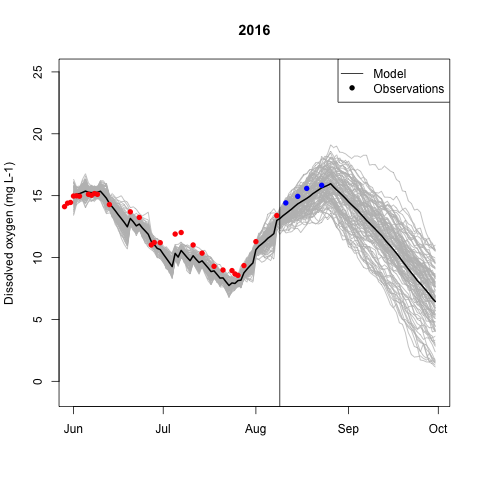 2016
Dissolved oxygen (mg L-1)
25
20
15
10
5
0
Model
Observations
Jun
Jul
Aug
Sep
Oct